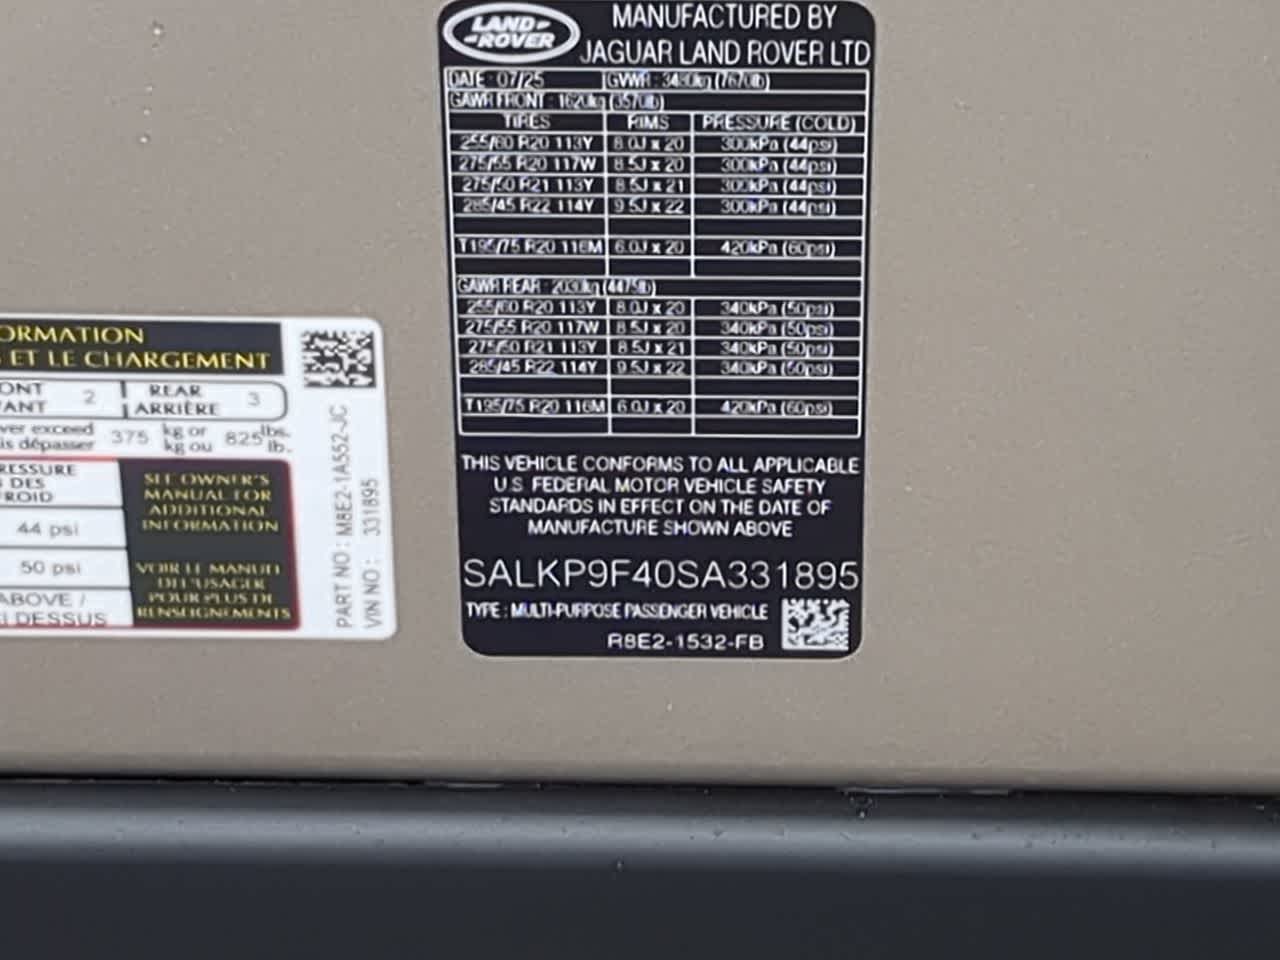 LAND-
-ROVER
MANUFACTURED BY
JAGUAR LAND ROVER LTD
DATE : 07/25 GVWR : 3480kg (7670lb)
GAWR FRONT : 1620kg (3570lb)
TIRES RIMS PRESSURE (COLD)
255/60 R20 113Y 8.0J x 20 300kPa (44psi)
275/55 R20 117W 8.5J x 20 300kPa (44psi)
275/50 R21 113Y 8.5J x 21 300kPa (44psi)
285/45 R22 114Y 9.5J x 22 300kPa (44psi)
T195/75 R20 116M 6.0J x 20 420kPa (60psi)
GAWR REAR : 2030kg (4475lb)
255/60 R20 113Y 8.0J x 20 340kPa (50psi)
275/55 R20 117W 8.5J x 20 340kPa (50psi)
275/50 R21 113Y 8.5J x 21 340kPa (50psi)
285/45 R22 114Y 9.5J x 22 340kPa (50psi)
T195/75 R20 116M 6.0J x 20 420kPa (60psi)
THIS VEHICLE CONFORMS TO ALL APPLICABLE
U.S. FEDERAL MOTOR VEHICLE SAFETY
STANDARDS IN EFFECT ON THE DATE OF
MANUFACTURE SHOWN ABOVE
SALKP9F40SA331895
TYPE : MULTI-PURPOSE PASSENGER VEHICLE
R8E2-1532-FB
ORMATION
S ET LE CHARGEMENT
ONT 2 REAR 3
VANT ARRIÈRE
ver exceed 375 kg or 825 lbs.
is dépasser kg ou lb.
RESSURE
S DES
ROID
44 psi
50 psi
ABOVE /
CI DESSUS
SEE OWNER'S
MANUAL FOR
ADDITIONAL
INFORMATION
VOIR LE MANUEL
DE L'USAGER
POUR PLUS DE
RENSEIGNEMENTS
PART NO : M8E2-1A552-JC
VIN NO : 331895